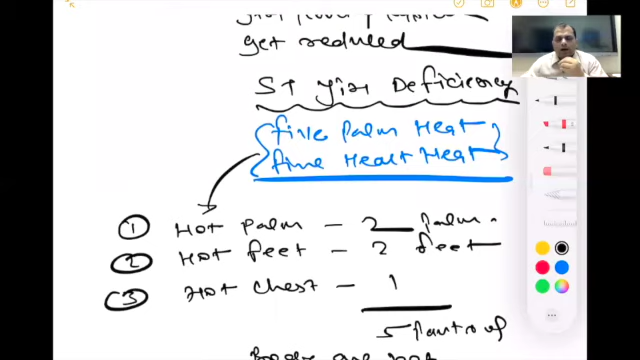 get reduced
ST Yin Deficiency
five Palm Heat
five Heart Heat
① Hot palm - 2 palm.
② Hot feet - 2 feet
③ Hot chest - 1
5 parts of